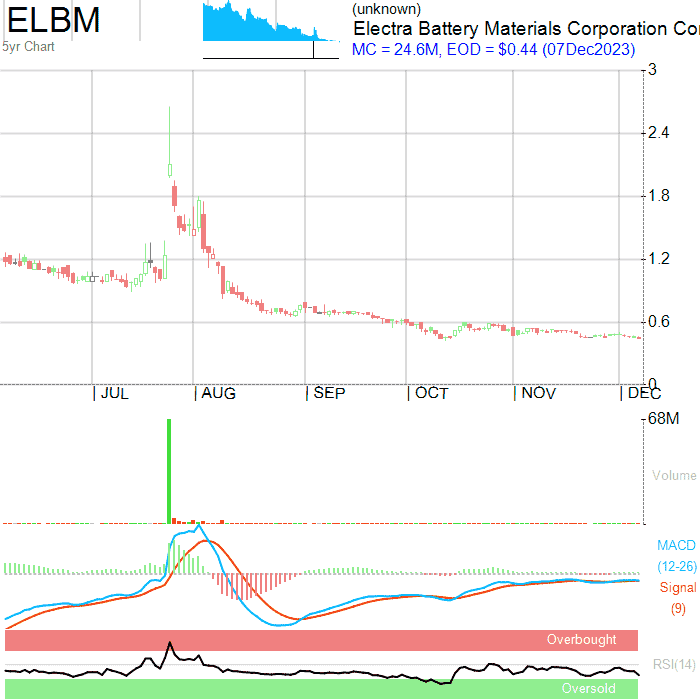 ELBM
5yr Chart
(unknown)
Electra Battery Materials Corporation Co
MC = 24.6M, EOD = $0.44 (07Dec2023)
3
2.4
1.8
1.2
0.6
0
JUL AUG SEP OCT NOV DEC
68M
Volume
MACD
(12-26)
Signal
(9)
Overbought
RSI(14)
Oversold